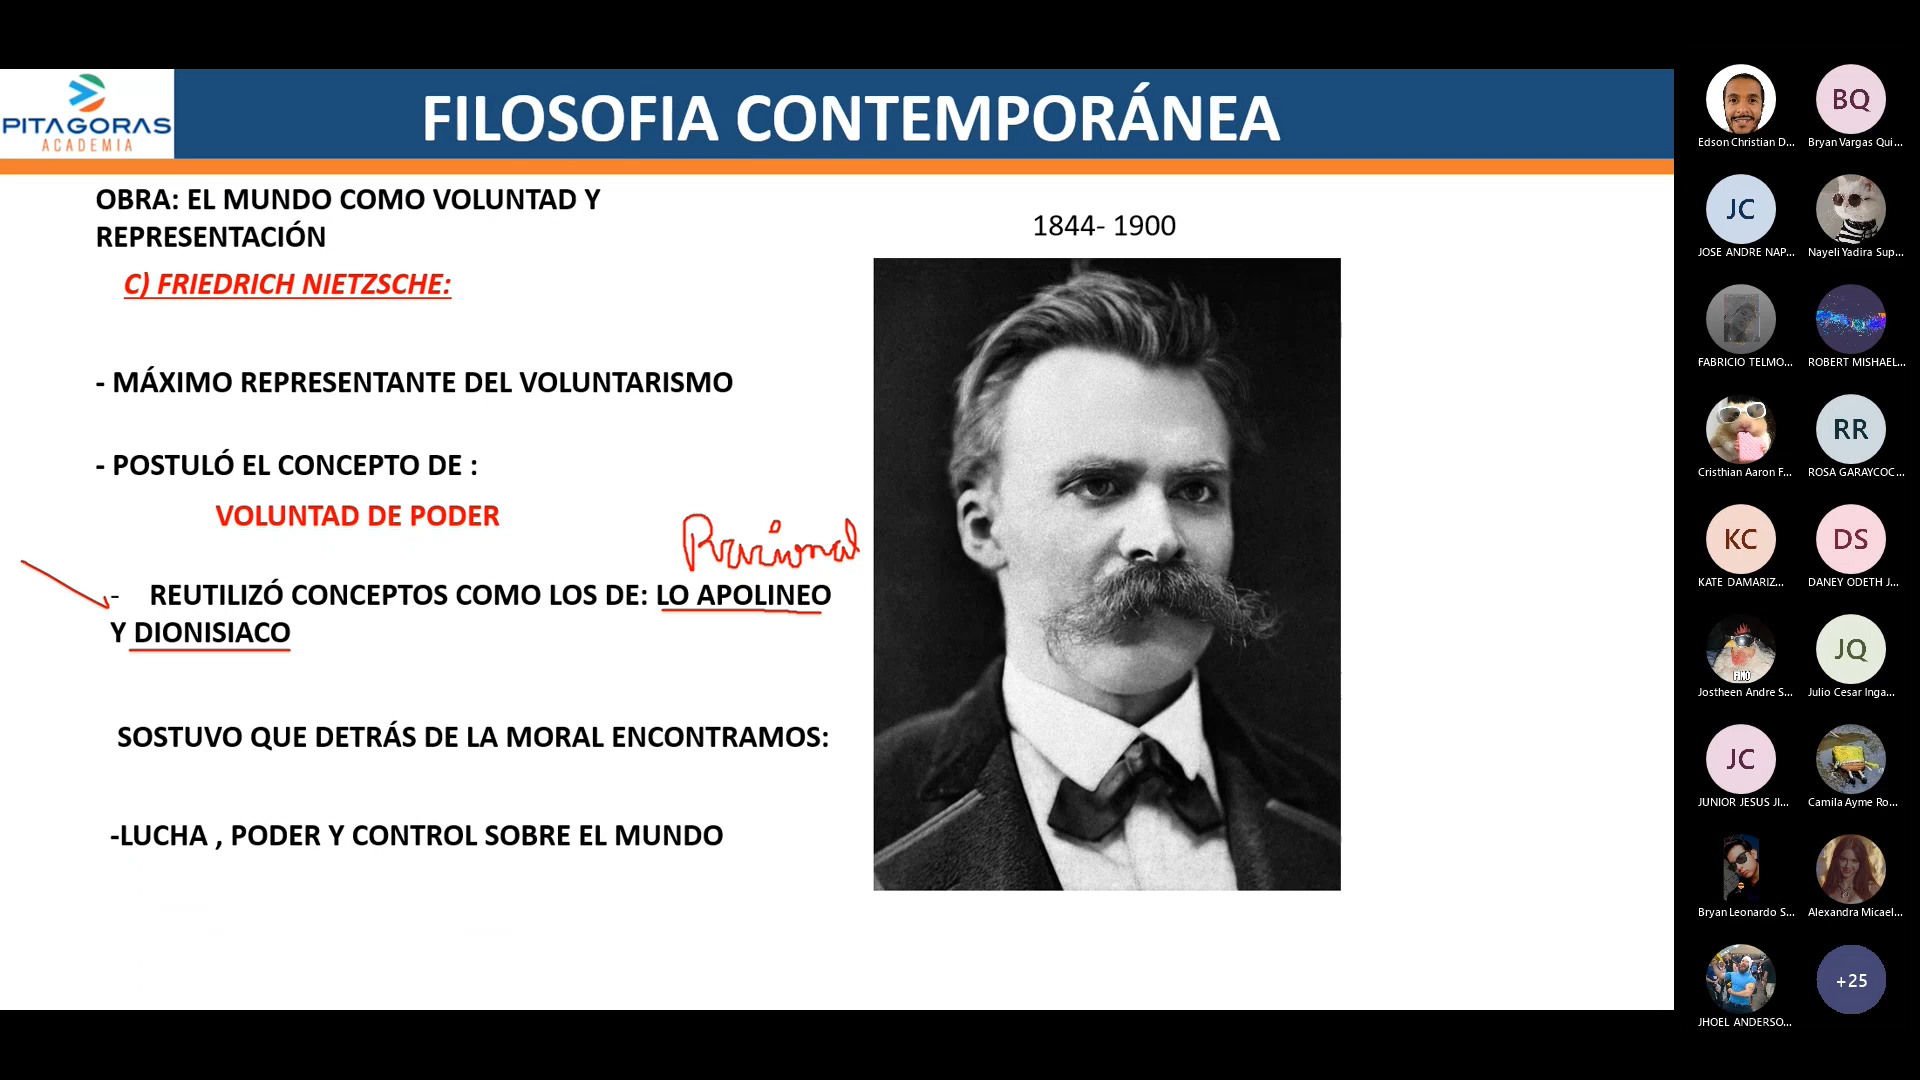 PITAGORAS
ACADEMIA
FILOSOFIA CONTEMPORÁNEA
OBRA: EL MUNDO COMO VOLUNTAD Y
REPRESENTACIÓN
1844- 1900
C) FRIEDRICH NIETZSCHE:
- MÁXIMO REPRESENTANTE DEL VOLUNTARISMO
- POSTULÓ EL CONCEPTO DE :
VOLUNTAD DE PODER
- REUTILIZÓ CONCEPTOS COMO LOS DE: LO APOLINEO
Y DIONISIACO
SOSTUVO QUE DETRÁS DE LA MORAL ENCONTRAMOS:
-LUCHA , PODER Y CONTROL SOBRE EL MUNDO
Edson Christian D...
BQ
Bryan Vargas Qui...
JC
JOSE ANDRE NAP...
Nayeli Yadira Sup...
FABRICIO TELMO...
ROBERT MISHAEL...
Cristhian Aaron F...
RR
ROSA GARAYCOC...
KC
KATE DAMARIZ...
DS
DANEY ODETH J...
FINO
Jostheen Andre S...
JQ
Julio Cesar Inga...
JC
JUNIOR JESUS JI...
Camila Ayme Ro...
Bryan Leonardo S...
Alexandra Micael...
JHOEL ANDERSO...
+25